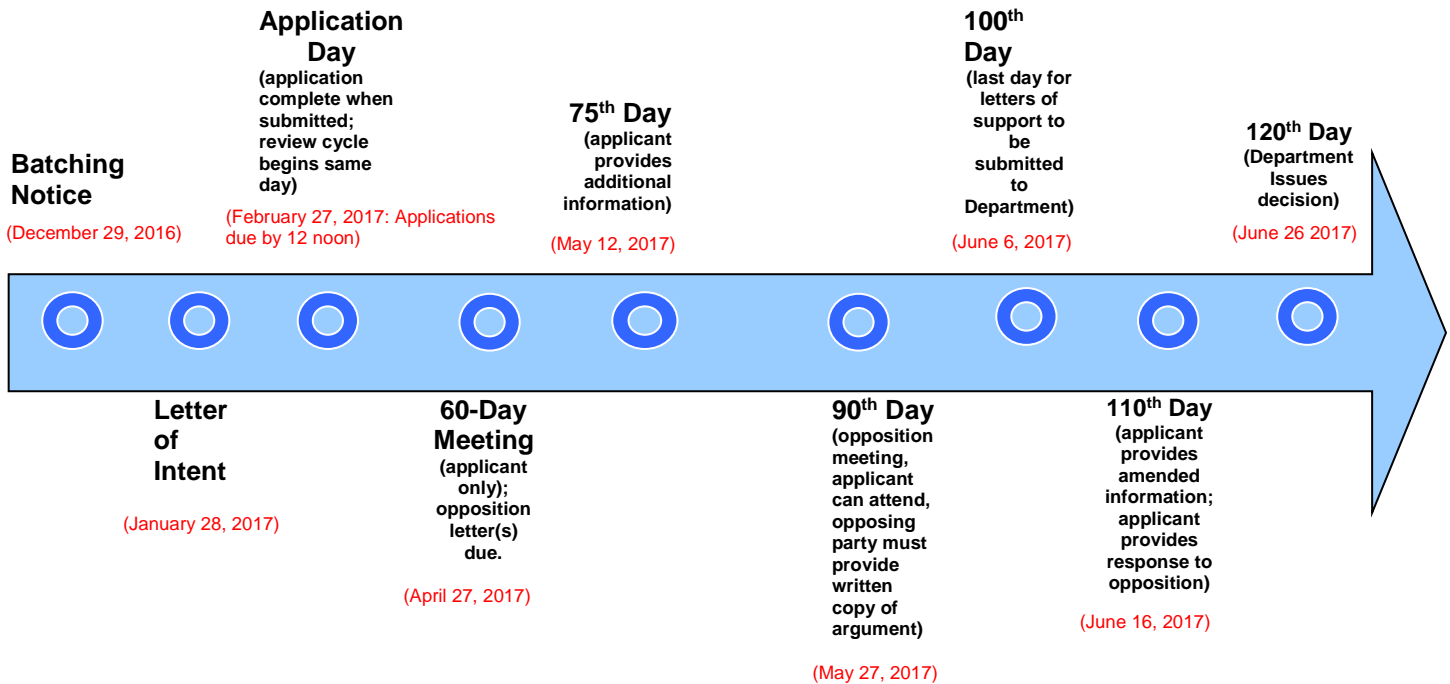 Batching
Notice
(December 29, 2016)
Letter
of
Intent
(January 28, 2017)
Application
Day
(application
complete when
submitted;
review cycle
begins same
day)
(February 27, 2017: Applications
due by 12 noon)
60-Day
Meeting
(applicant
only);
opposition
letter(s)
due.
(April 27, 2017)
75th Day
(applicant
provides
additional
information)
(May 12, 2017)
90th Day
(opposition
meeting,
applicant
can attend,
opposing
party must
provide
written
copy of
argument)
(May 27, 2017)
100th
Day
(last day for
letters of
support to
be
submitted
to
Department)
(June 6, 2017)
110th Day
(applicant
provides
amended
information;
applicant
provides
response to
opposition)
(June 16, 2017)
120th Day
(Department
Issues
decision)
(June 26 2017)